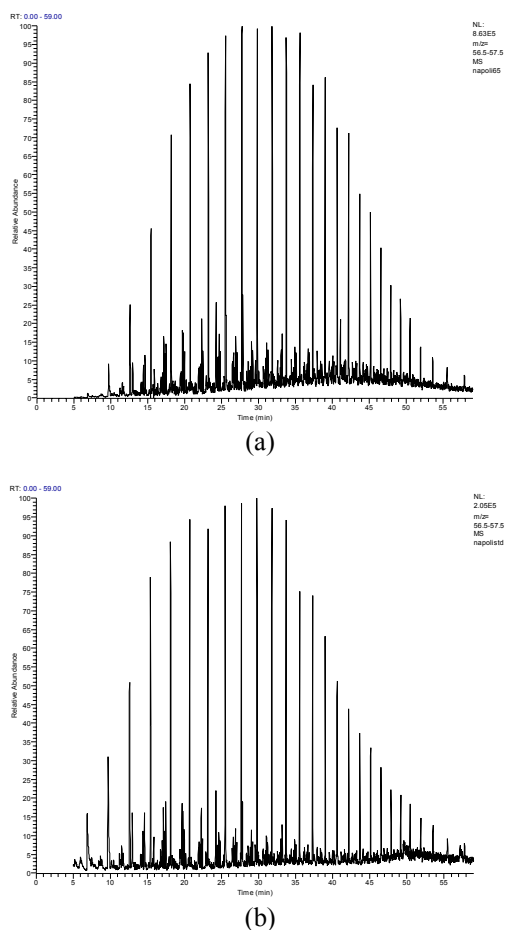 RT: 0.00 - 59.00
NL:
8.63E5
m/z=
56.5-57.5
MS
napoli65
100
95
90
85
80
75
70
65
60
55
50
45
40
35
30
25
20
15
10
5
0
Relative Abundance
0 5 10 15 20 25 30 35 40 45 50 55
Time (min)
(a)
RT: 0.00 - 59.00
NL:
2.05E5
m/z=
56.5-57.5
MS
napolistd
100
95
90
85
80
75
70
65
60
55
50
45
40
35
30
25
20
15
10
5
0
Relative Abundance
0 5 10 15 20 25 30 35 40 45 50 55
Time (min)
(b)